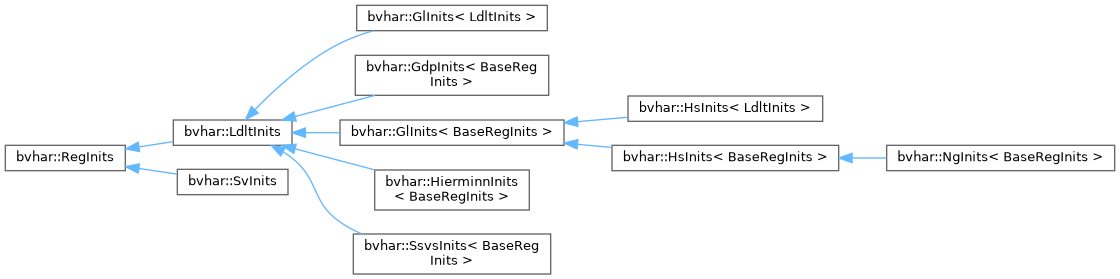 bvhar::GlInits< LdltInits >
bvhar::GdpInits< BaseReg
Inits >
bvhar::HsInits< LdltInits >
bvhar::LdltInits
bvhar::GlInits< BaseRegInits >
bvhar::RegInits
bvhar::HsInits< BaseRegInits >
bvhar::NgInits< BaseRegInits >
bvhar::SvInits
bvhar::HierminnInits
< BaseRegInits >
bvhar::SsvsInits< BaseReg
Inits >